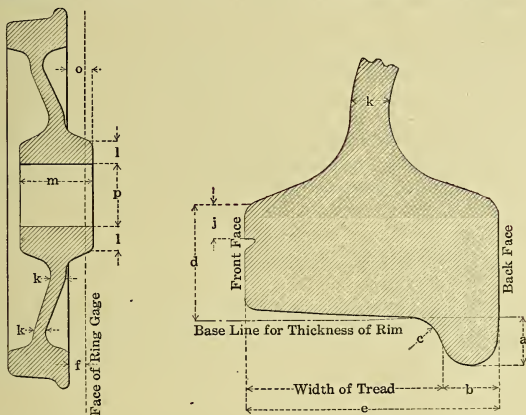 o
l
m
p
l
k
k
f
Face of Ring Gage
k
j
d
Front Face
Back Face
Base Line for Thickness of Rim
c
a
Width of Tread
b
e